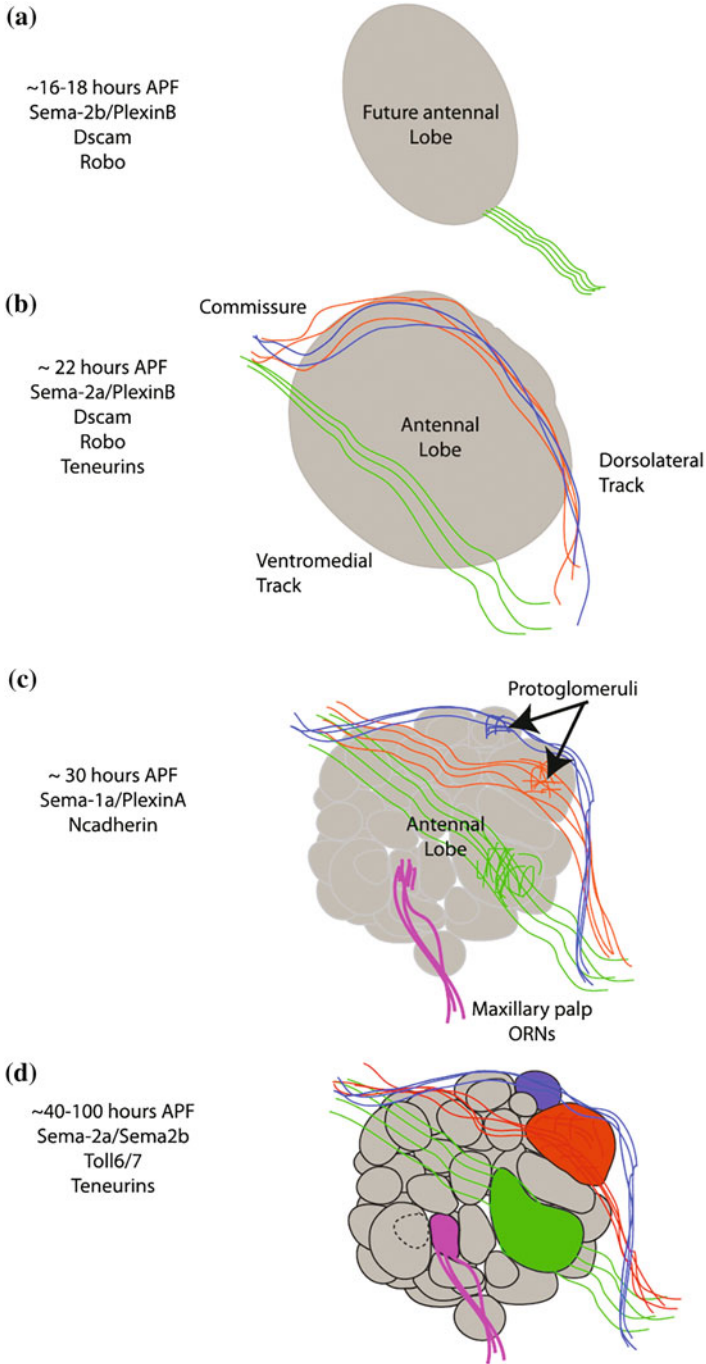 (a)
~16-18 hours APF
Sema-2b/PlexinB
Dscam
Robo
Future antennal
Lobe
(b)
Commissure
~ 22 hours APF
Sema-2a/PlexinB
Dscam
Robo
Teneurins
Antennal
Lobe
Dorsolateral
Track
Ventromedial
Track
(c)
Protoglomeruli
~ 30 hours APF
Sema-1a/PlexinA
Ncadherin
Antennal
Lobe
Maxillary palp
ORNs
(d)
~40-100 hours APF
Sema-2a/Sema2b
Toll6/7
Teneurins